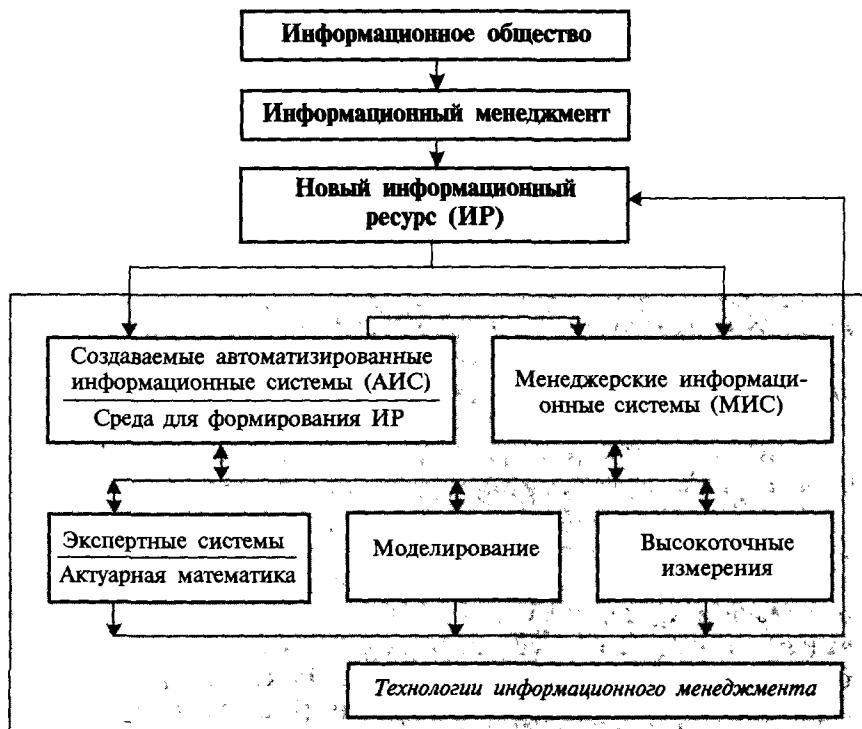 Информационное общество
Информационный менеджмент
Новый информационный
ресурс (ИР)
Создаваемые автоматизированные
информационные системы (АИС)
Среда для формирования ИР
Менеджерские информаци-
онные системы (МИС)
Экспертные системы
Актуарная математика
Моделирование
Высокоточные
измерения
Технологии информационного менеджмента